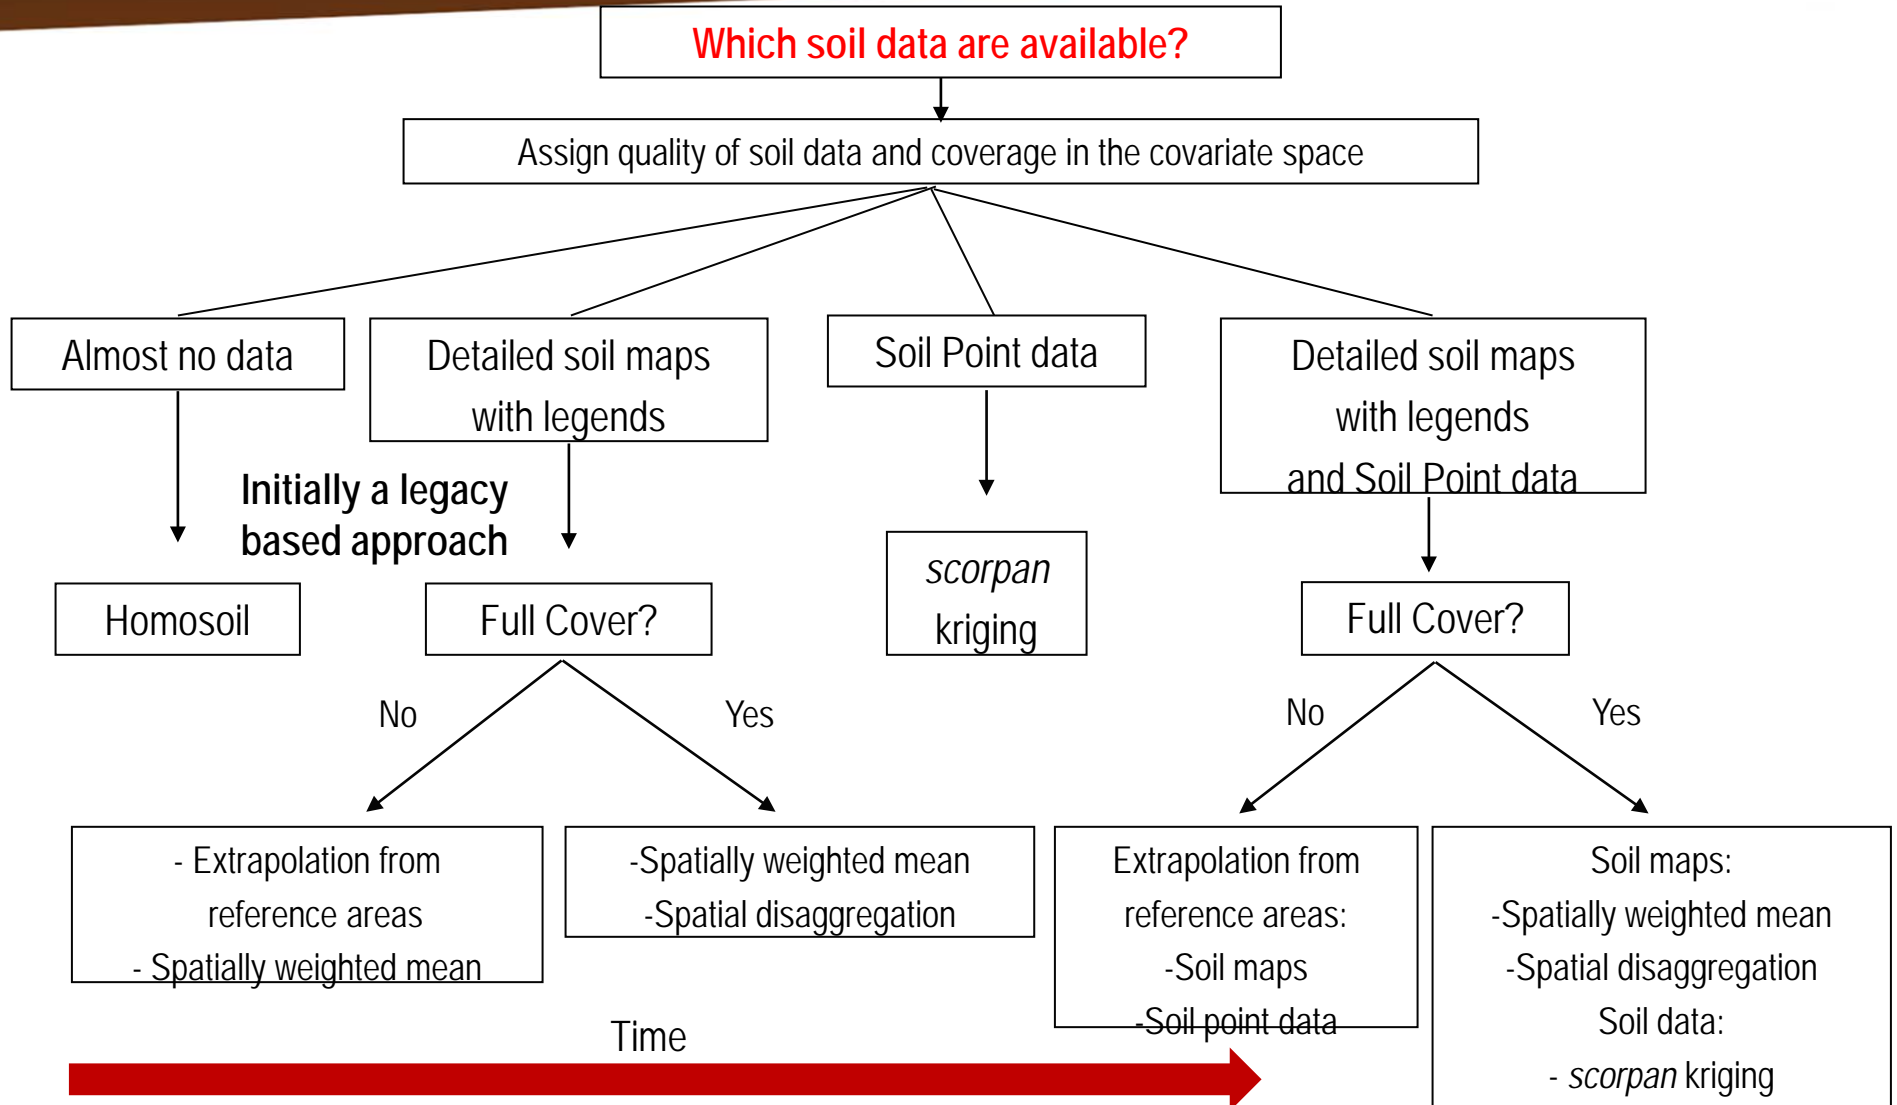 Which soil data are available?
Assign quality of soil data and coverage in the covariate space
Almost no data
Detailed soil maps
with legends
Soil Point data
Detailed soil maps
with legends
and Soil Point data
Initially a legacy
based approach
Homosoil
Full Cover?
scorpan
kriging
Full Cover?
No
Yes
No
Yes
- Extrapolation from
reference areas
- Spatially weighted mean
-Spatially weighted mean
-Spatial disaggregation
Extrapolation from
reference areas:
-Soil maps
-Soil point data
Soil maps:
-Spatially weighted mean
-Spatial disaggregation
Soil data:
- scorpan kriging
Time